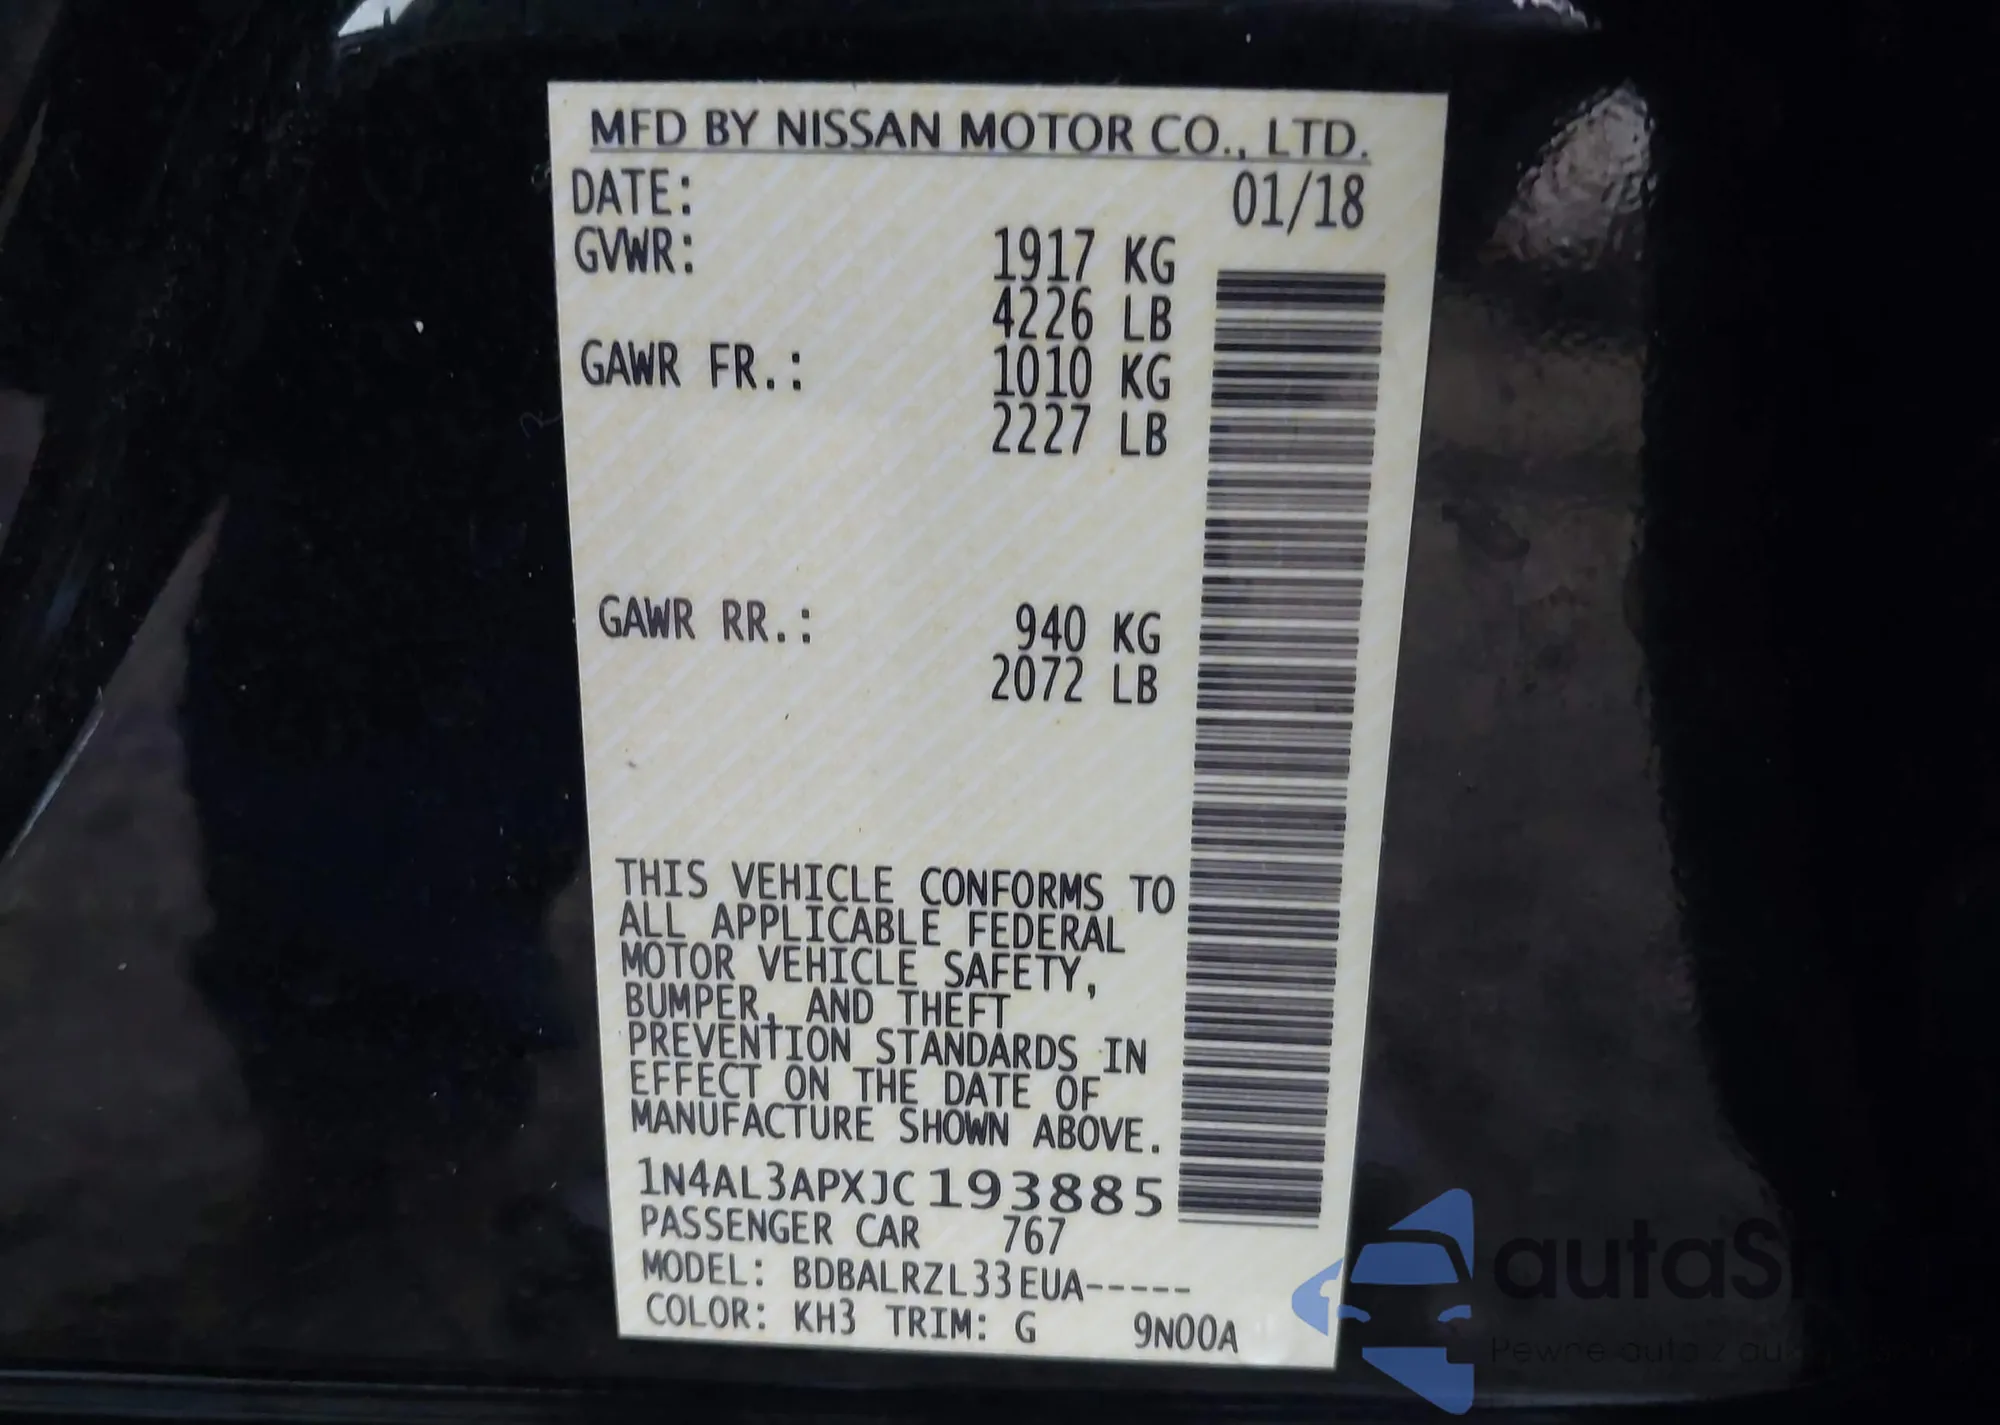 MFD BY NISSAN MOTOR CO., LTD.
DATE: 01/18
GVWR: 1917 KG
4226 LB
GAWR FR.: 1010 KG
2227 LB
GAWR RR.: 940 KG
2072 LB
THIS VEHICLE CONFORMS TO
ALL APPLICABLE FEDERAL
MOTOR VEHICLE SAFETY,
BUMPER, AND THEFT
PREVENTION STANDARDS IN
EFFECT ON THE DATE OF
MANUFACTURE SHOWN ABOVE.
1N4AL3APXJC193885
PASSENGER CAR 767
MODEL: BDBALRZL33EUA-----
COLOR: KH3 TRIM: G 9N00A
Pewne auto z